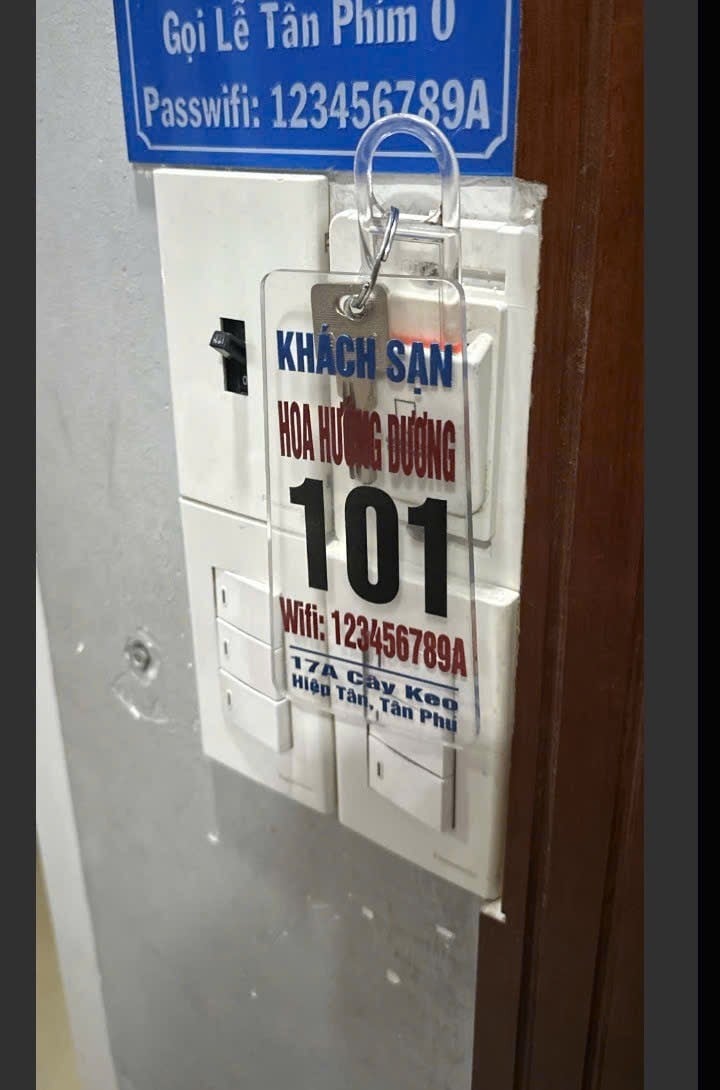 Gọi Lễ Tân Phím 0
Passwifi: 123456789A
KHÁCH SẠN
HOA HƯỚNG DƯƠNG
101
Wifi: 123456789A
17A Cây Keo
Hiệp Tân, Tân Phú